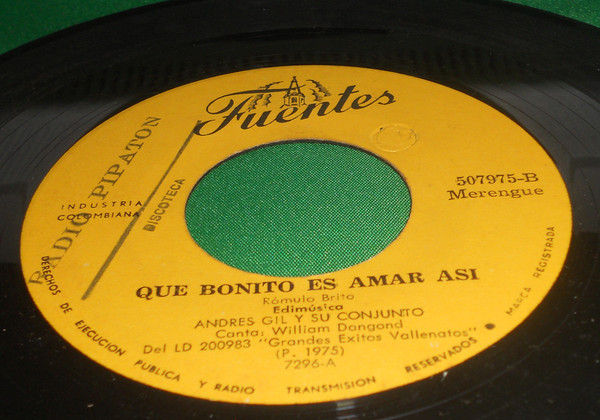 Fuentes
RADIO PIPATON
DISCOTECA
INDUSTRIA
COLOMBIANA
507975-B
Merengue
QUE BONITO ES AMAR ASI
Rómulo Brito
Edimúsica
ANDRES GIL Y SU CONJUNTO
Canta: William Dangond
Del LD 200983 "Grandes Exitos Vallenatos"
(P. 1975)
7296-A
DERECHOS DE EJECUCION PUBLICA Y RADIO TRANSMISION RESERVADOS
MARCA REGISTRADA